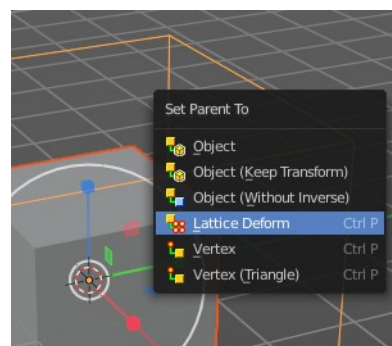 Set Parent To
Object
Object (Keep Transform)
Object (Without Inverse)
Lattice Deform Ctrl P
Vertex Ctrl P
Vertex (Triangle) Ctrl P